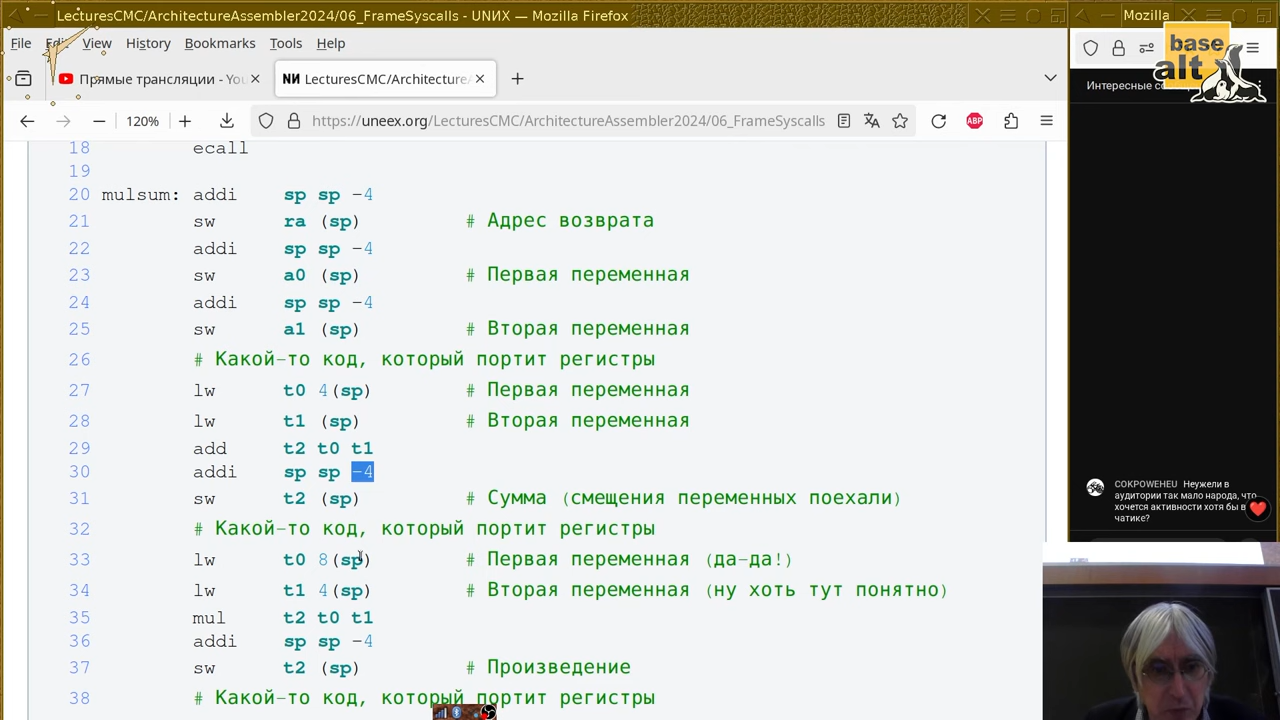 LecturesCMC/ArchitectureAssembler2024/06_FrameSyscalls - UNИX — Mozilla Firefox
Mozilla
File Edit View History Bookmarks Tools Help
base
alt
Прямые трансляции - You
NИ LecturesCMC/Architecture
120%
https://uneex.org/LecturesCMC/ArchitectureAssembler2024/06_FrameSyscalls
ABP
Интересные
18 ecall
19
20 mulsum: addi sp sp -4
21 sw ra (sp) # Адрес возврата
22 addi sp sp -4
23 sw a0 (sp) # Первая переменная
24 addi sp sp -4
25 sw a1 (sp) # Вторая переменная
26 # Какой-то код, который портит регистры
27 lw t0 4(sp) # Первая переменная
28 lw t1 (sp) # Вторая переменная
29 add t2 t0 t1
30 addi sp sp -4
31 sw t2 (sp) # Сумма (смещения переменных поехали)
32 # Какой-то код, который портит регистры
33 lw t0 8(sp) # Первая переменная (да-да!)
34 lw t1 4(sp) # Вторая переменная (ну хоть тут понятно)
35 mul t2 t0 t1
36 addi sp sp -4
37 sw t2 (sp) # Произведение
38 # Какой-то код, который портит регистры
COKPOWEHEU Неужели в
аудитории так мало народа, что
хочется активности хотя бы в
чатике?